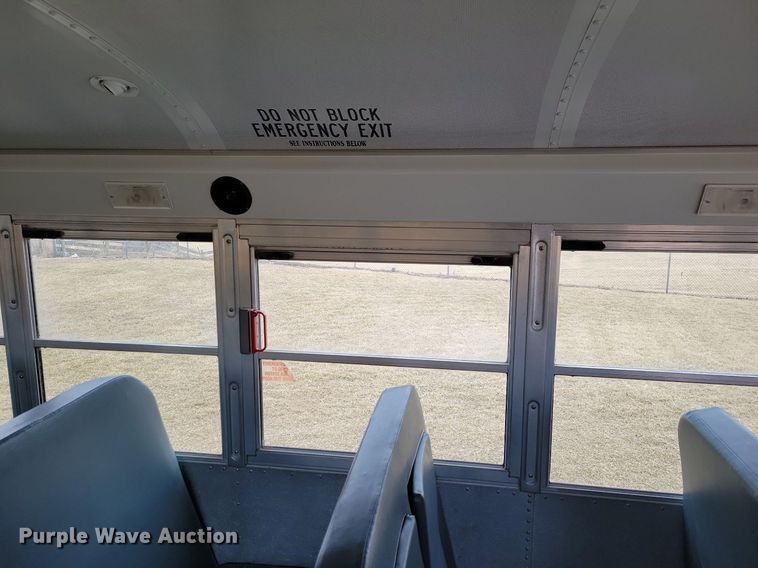 DO NOT BLOCK
EMERGENCY EXIT
SEE INSTRUCTIONS BELOW
Purple Wave Auction